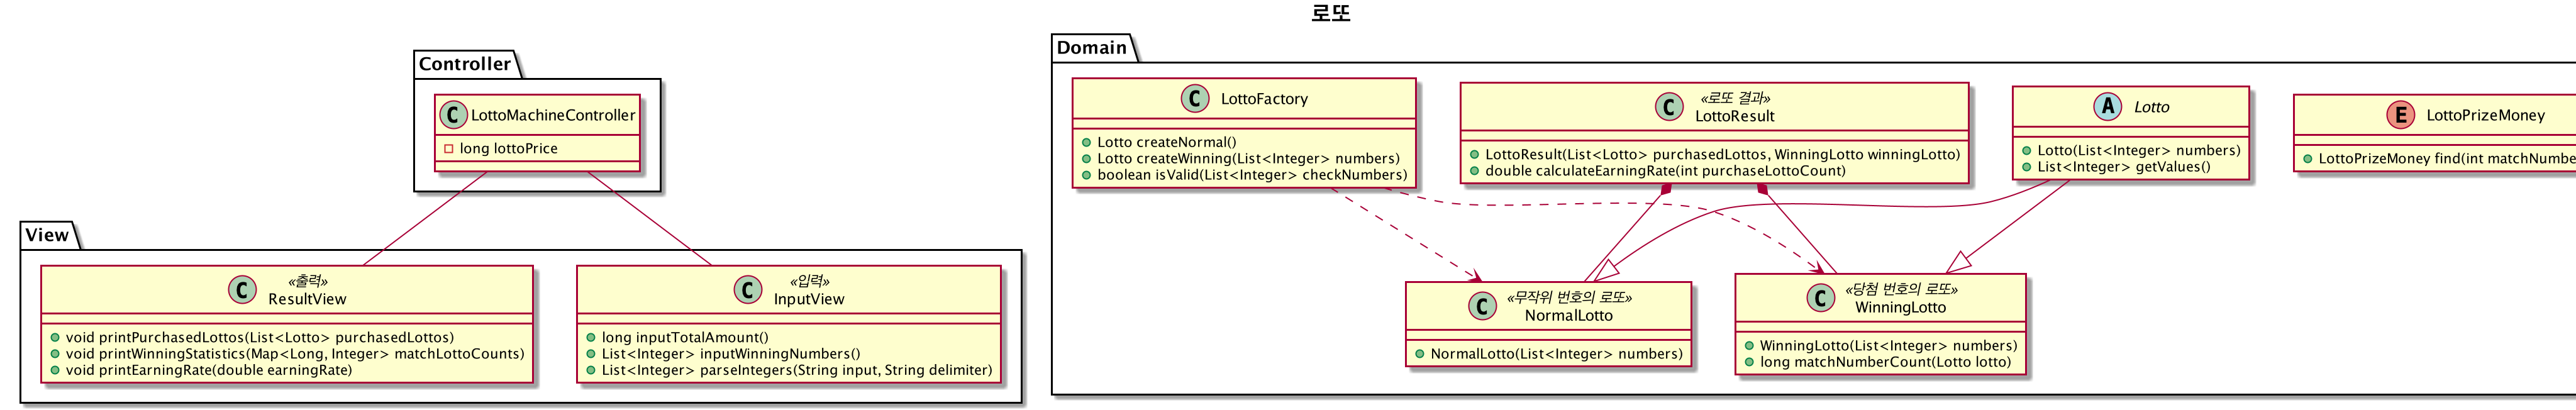 로또
Controller
C LottoMachineController
long lottoPrice
View
C «출력»
ResultView
void printPurchasedLottos(List<Lotto> purchasedLottos)
void printWinningStatistics(Map<Long, Integer> matchLottoCounts)
void printEarningRate(double earningRate)
C «입력»
InputView
long inputTotalAmount()
List<Integer> inputWinningNumbers()
List<Integer> parseIntegers(String input, String delimiter)
Domain
C LottoFactory
Lotto createNormal()
Lotto createWinning(List<Integer> numbers)
boolean isValid(List<Integer> checkNumbers)
C «로또 결과»
LottoResult
LottoResult(List<Lotto> purchasedLottos, WinningLotto winningLotto)
double calculateEarningRate(int purchaseLottoCount)
A Lotto
Lotto(List<Integer> numbers)
List<Integer> getValues()
E LottoPrizeMoney
LottoPrizeMoney find(int matchNumbe
C «무작위 번호의 로또»
NormalLotto
NormalLotto(List<Integer> numbers)
C «당첨 번호의 로또»
WinningLotto
WinningLotto(List<Integer> numbers)
long matchNumberCount(Lotto lotto)